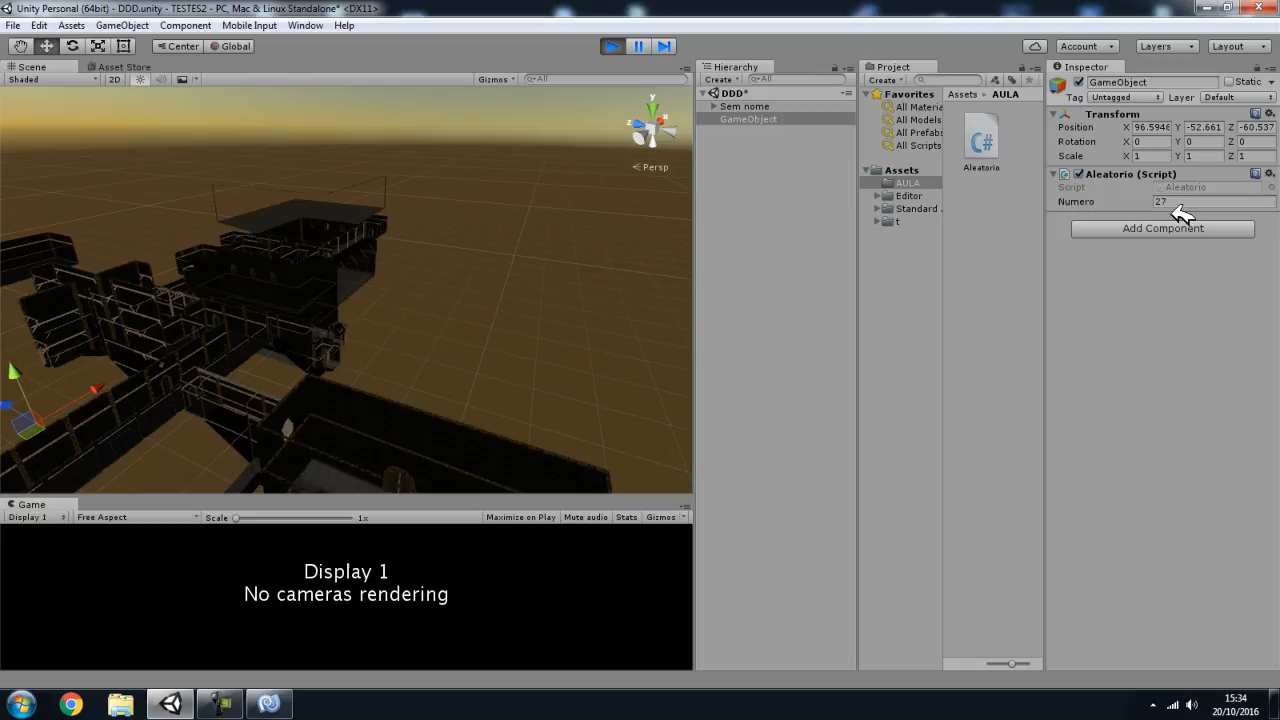 Unity Personal (64bit) - DDD.unity - TESTES2 - PC, Mac & Linux Standalone* <DX11>
File Edit Assets GameObject Component Mobile Input Window Help
Center Global
Account Layers Layout
Scene Asset Store
Shaded 2D Gizmos All
y
x
z
Persp
Game
Display 1 Free Aspect Scale 1x Maximize on Play Mute audio Stats Gizmos
Display 1
No cameras rendering
Hierarchy
Create All
DDD*
Sem nome
GameObject
Project
Create
Favorites
All Materia
All Models
All Prefabs
All Scripts
Assets
AULA
Editor
Standard
t
Assets AULA
C#
Aleatorio
Inspector
GameObject Static
Tag Untagged Layer Default
Transform
Position X 96.5946 Y -52.661 Z -60.537
Rotation X 0 Y 0 Z 0
Scale X 1 Y 1 Z 1
Aleatorio (Script)
Script Aleatorio
Numero 27
Add Component
15:34
20/10/2016